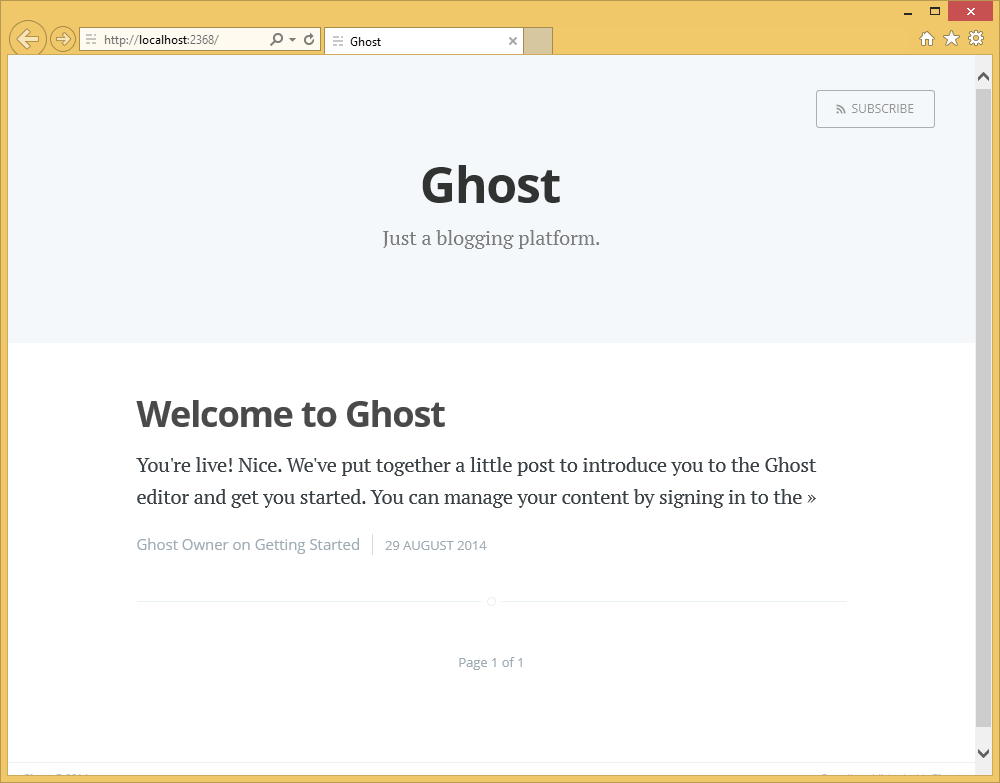 http://localhost:2368/
Ghost
SUBSCRIBE
Ghost
Just a blogging platform.
Welcome to Ghost
You're live! Nice. We've put together a little post to introduce you to the Ghost
editor and get you started. You can manage your content by signing in to the »
Ghost Owner on Getting Started
29 AUGUST 2014
Page 1 of 1